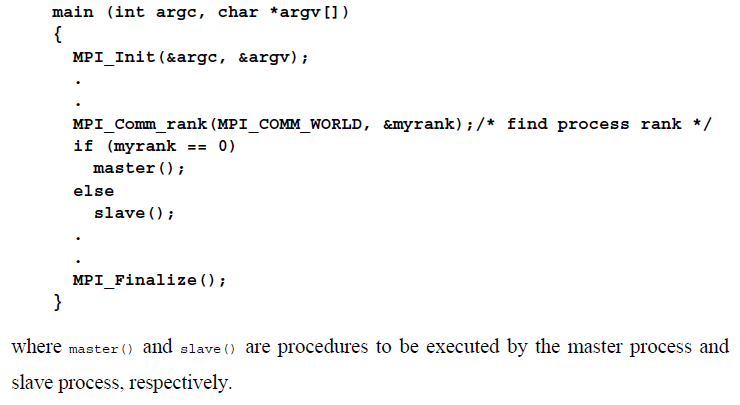 main (int argc, char *argv[])
{
MPI_Init(&argc, &argv);
.
.
MPI_Comm_rank(MPI_COMM_WORLD, &myrank);/* find process rank */
if (myrank == 0)
master();
else
slave();
.
.
MPI_Finalize();
}
where master() and slave() are procedures to be executed by the master process and
slave process, respectively.